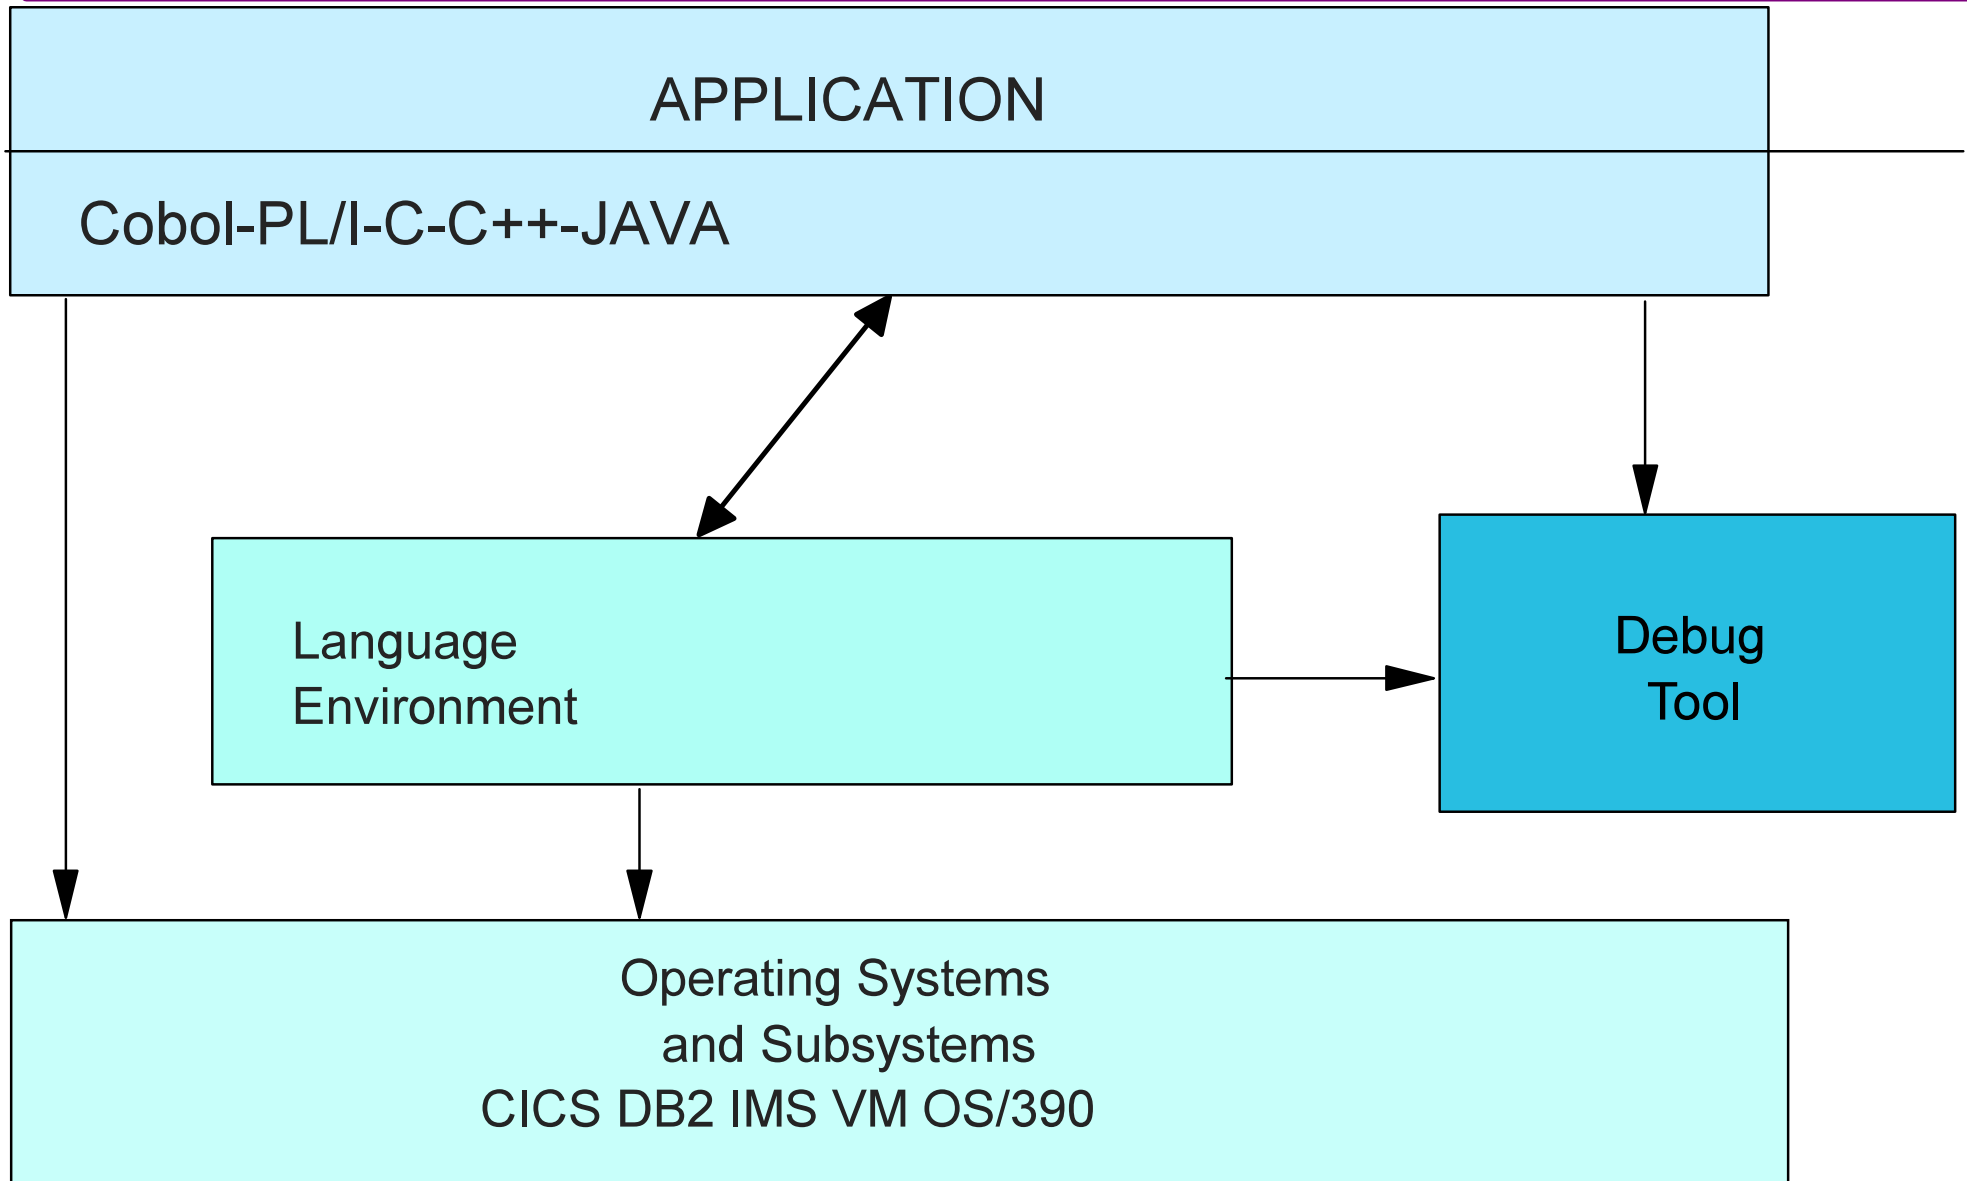 APPLICATION
Cobol-PL/I-C-C++-JAVA
Language
Environment
Debug
Tool
Operating Systems
and Subsystems
CICS DB2 IMS VM OS/390